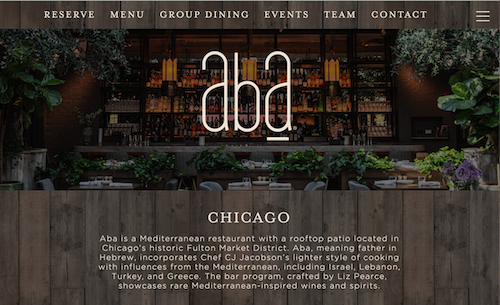 RESERVE MENU GROUP DINING EVENTS TEAM CONTACT
aba
CHICAGO
Aba is a Mediterranean restaurant with a rooftop patio located in
Chicago's historic Fulton Market District. Aba, meaning father in
Hebrew, incorporates Chef CJ Jacobson's lighter style of cooking
with influences from the Mediterranean, including Israel, Lebanon,
Turkey, and Greece. The bar program, crafted by Liz Pearce,
showcases rare Mediterranean-inspired wines and spirits.